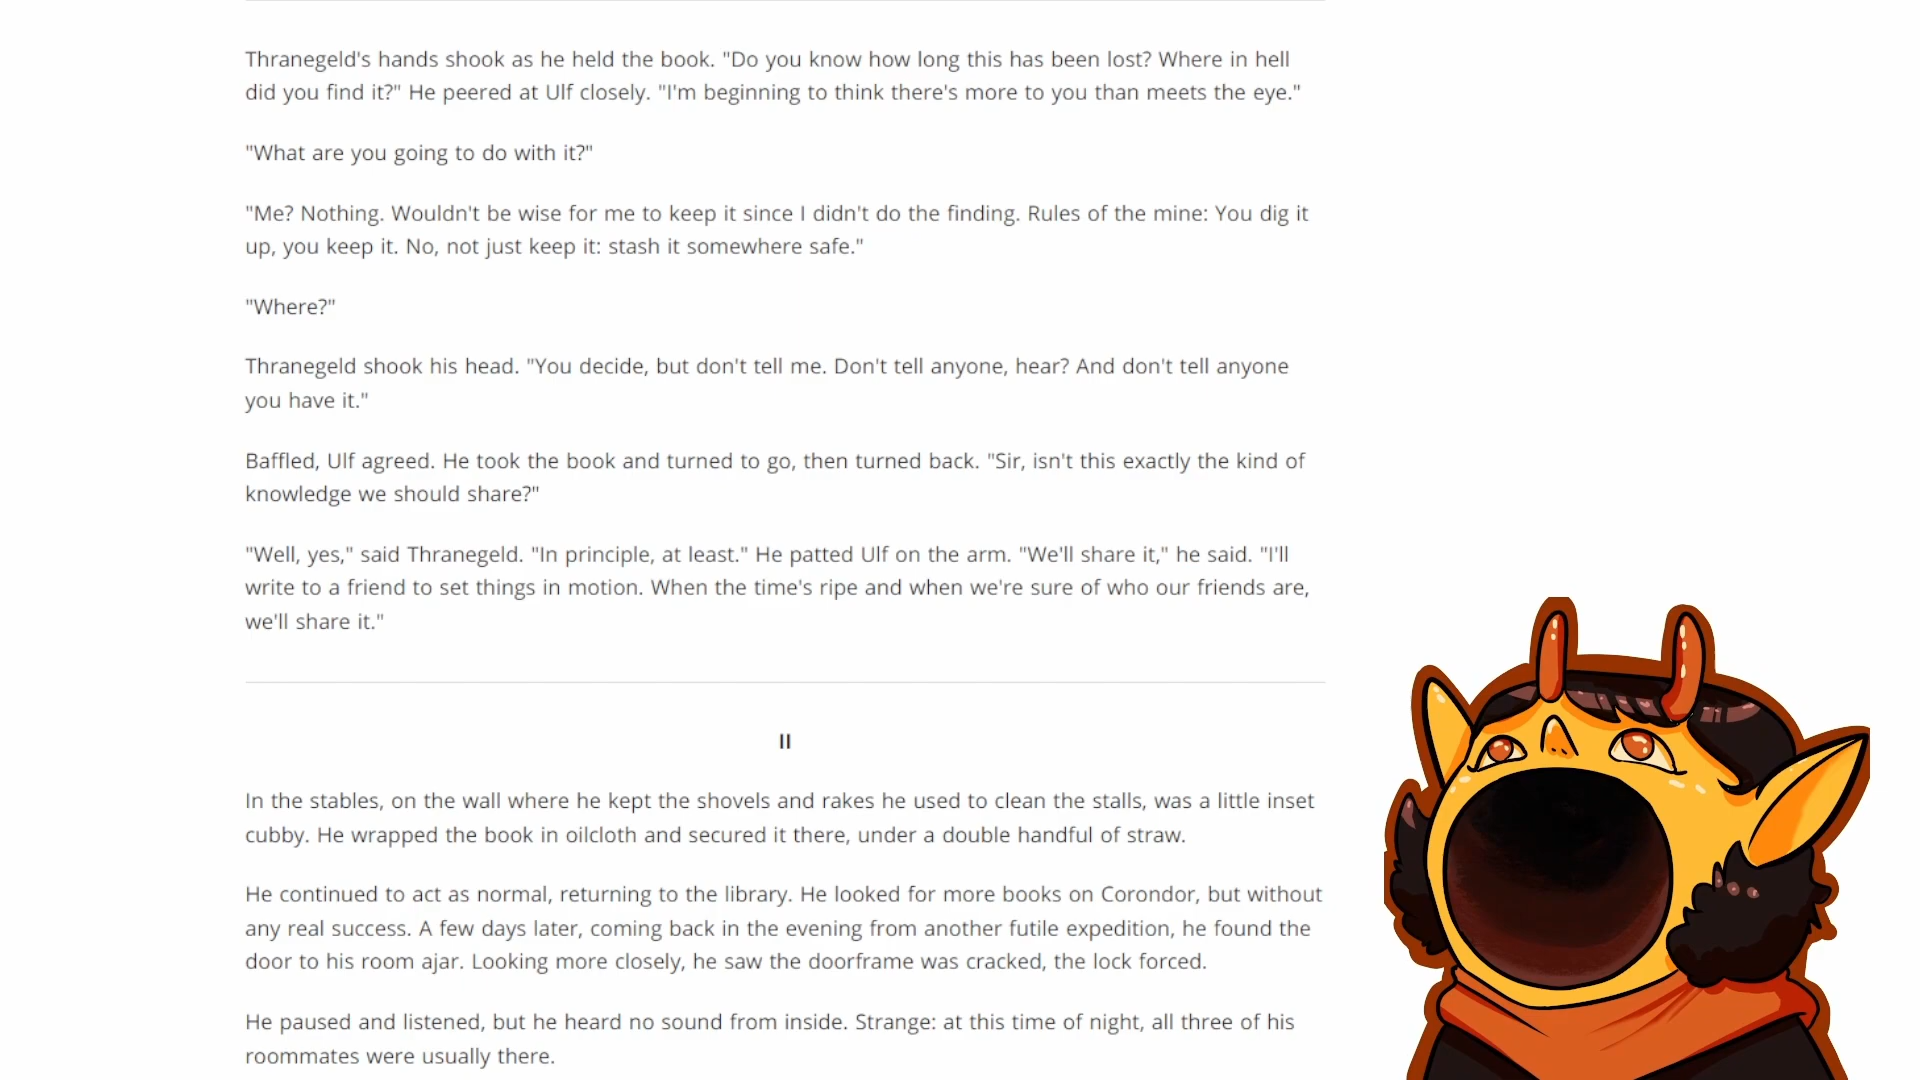 Thranegeld's hands shook as he held the book. "Do you know how long this has been lost? Where in hell
did you find it?" He peered at Ulf closely. "I'm beginning to think there's more to you than meets the eye."
"What are you going to do with it?"
"Me? Nothing. Wouldn't be wise for me to keep it since I didn't do the finding. Rules of the mine: You dig it
up, you keep it. No, not just keep it: stash it somewhere safe."
"Where?"
Thranegeld shook his head. "You decide, but don't tell me. Don't tell anyone, hear? And don't tell anyone
you have it."
Baffled, Ulf agreed. He took the book and turned to go, then turned back. "Sir, isn't this exactly the kind of
knowledge we should share?"
"Well, yes," said Thranegeld. "In principle, at least." He patted Ulf on the arm. "We'll share it," he said. "I'll
write to a friend to set things in motion. When the time's ripe and when we're sure of who our friends are,
we'll share it."
II
In the stables, on the wall where he kept the shovels and rakes he used to clean the stalls, was a little inset
cubby. He wrapped the book in oilcloth and secured it there, under a double handful of straw.
He continued to act as normal, returning to the library. He looked for more books on Corondor, but without
any real success. A few days later, coming back in the evening from another futile expedition, he found the
door to his room ajar. Looking more closely, he saw the doorframe was cracked, the lock forced.
He paused and listened, but he heard no sound from inside. Strange: at this time of night, all three of his
roommates were usually there.